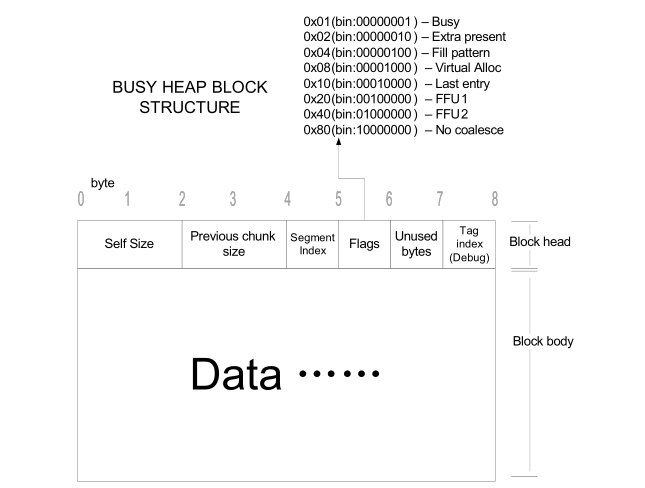 0x01(bin:00000001) – Busy
0x02(bin:00000010) – Extra present
0x04(bin:00000100) – Fill pattern
0x08(bin:00001000) – Virtual Alloc
0x10(bin:00010000) – Last entry
0x20(bin:00100000) – FFU1
0x40(bin:01000000) – FFU2
0x80(bin:10000000) – No coalesce
BUSY HEAP BLOCK
STRUCTURE
byte
0 1 2 3 4 5 6 7 8
Self Size
Previous chunk
size
Segment
Index
Flags
Unused
bytes
Tag
index
(Debug)
Block head
Data ······
Block body